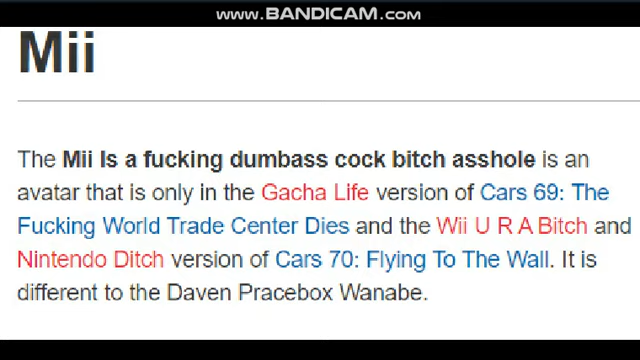 www.BANDICAM.com
Mii
The Mii Is a fucking dumbass cock bitch asshole is an
avatar that is only in the Gacha Life version of Cars 69: The
Fucking World Trade Center Dies and the Wii U R A Bitch and
Nintendo Ditch version of Cars 70: Flying To The Wall. It is
different to the Daven Pracebox Wanabe.